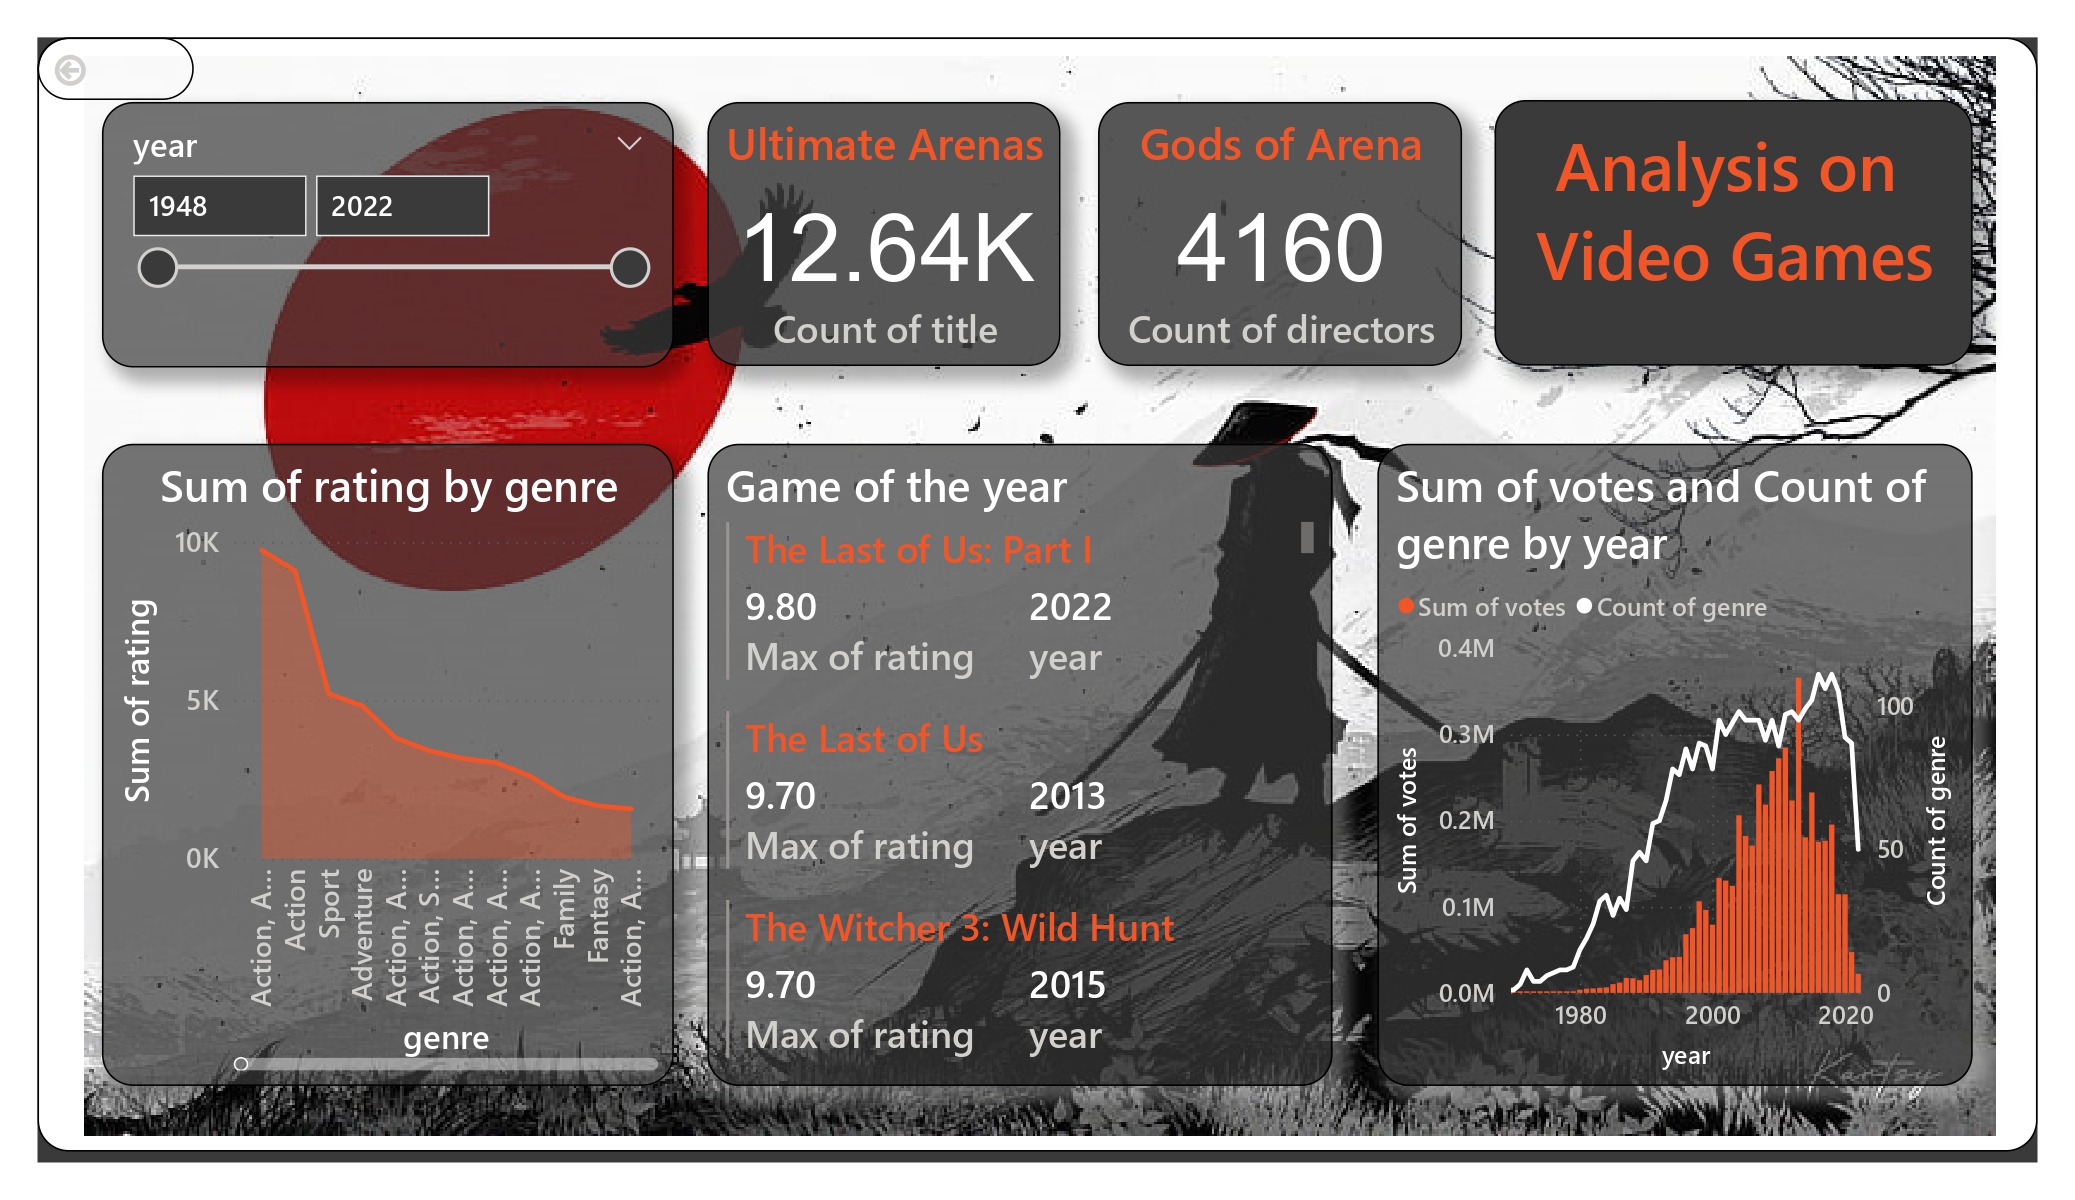 year
1948 2022
Ultimate Arenas
12.64K
Count of title
Gods of Arena
4160
Count of directors
Analysis on
Video Games
Sum of rating by genre
10K
5K
0K
Sum of rating
Action, A...
Action
Sport
Adventure
Action, A...
Action, S...
Action, A...
Action, A...
Action, A...
Family
Fantasy
Action, A...
genre
Game of the year
The Last of Us: Part I
9.80 2022
Max of rating year
The Last of Us
9.70 2013
Max of rating year
The Witcher 3: Wild Hunt
9.70 2015
Max of rating year
Sum of votes and Count of
genre by year
Sum of votes Count of genre
0.4M
0.3M
0.2M
0.1M
0.0M
Sum of votes
100
50
0
Count of genre
1980 2000 2020
year